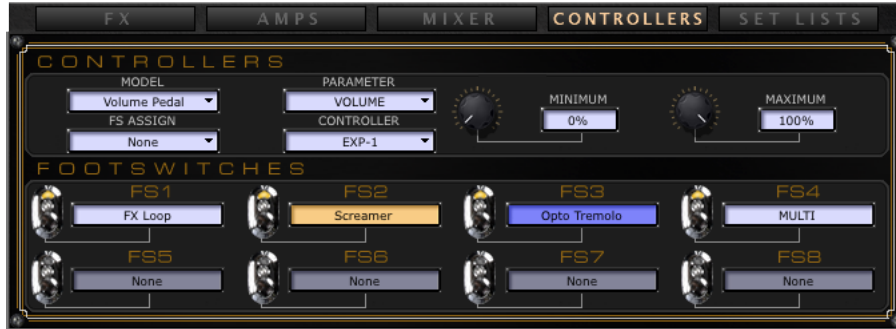 FX AMPS MIXER CONTROLLERS SET LISTS
CONTROLLERS
MODEL PARAMETER
Volume Pedal VOLUME MINIMUM MAXIMUM
FS ASSIGN CONTROLLER 0% 100%
None EXP-1
FOOTSWITCHES
FS1 FS2 FS3 FS4
FX Loop Screamer Opto Tremolo MULTI
FS5 FS6 FS7 FS8
None None None None